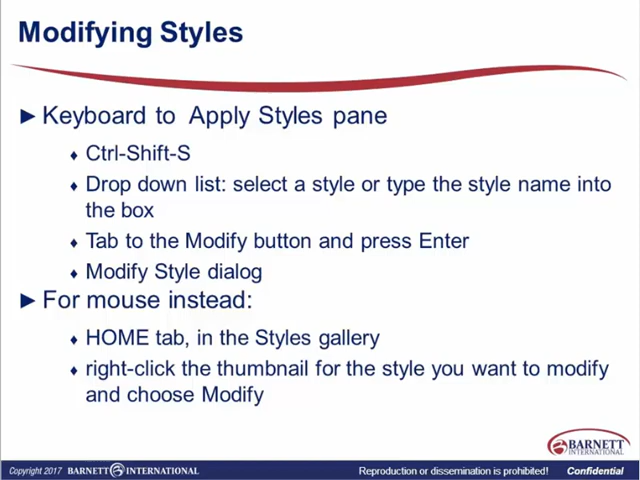 Modifying Styles
► Keyboard to Apply Styles pane
♦ Ctrl-Shift-S
♦ Drop down list: select a style or type the style name into
the box
♦ Tab to the Modify button and press Enter
♦ Modify Style dialog
► For mouse instead:
♦ HOME tab, in the Styles gallery
♦ right-click the thumbnail for the style you want to modify
and choose Modify
BARNETT
INTERNATIONAL
Copyright 2017 BARNETT INTERNATIONAL Reproduction or dissemination is prohibited! Confidential